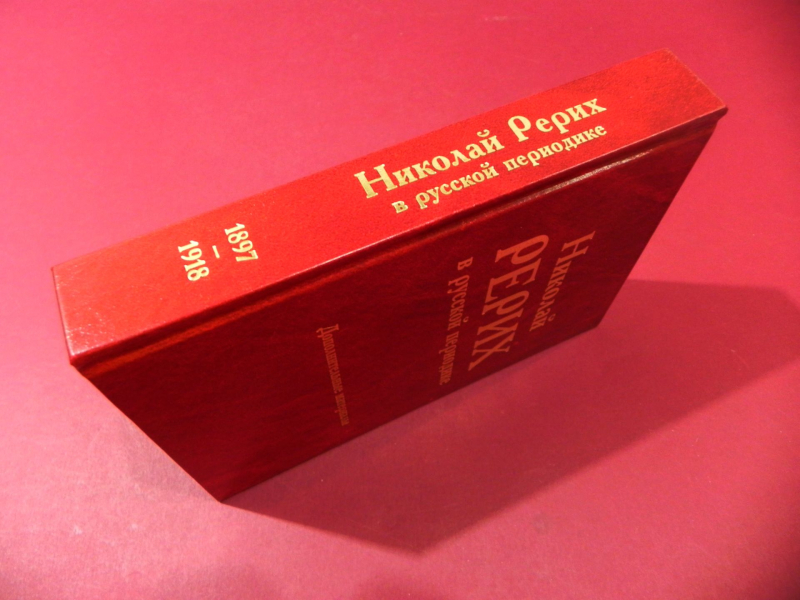 Николай Рерих
в русской периодике
1897
–
1918
Николай
РЕРИХ
в русской периодике